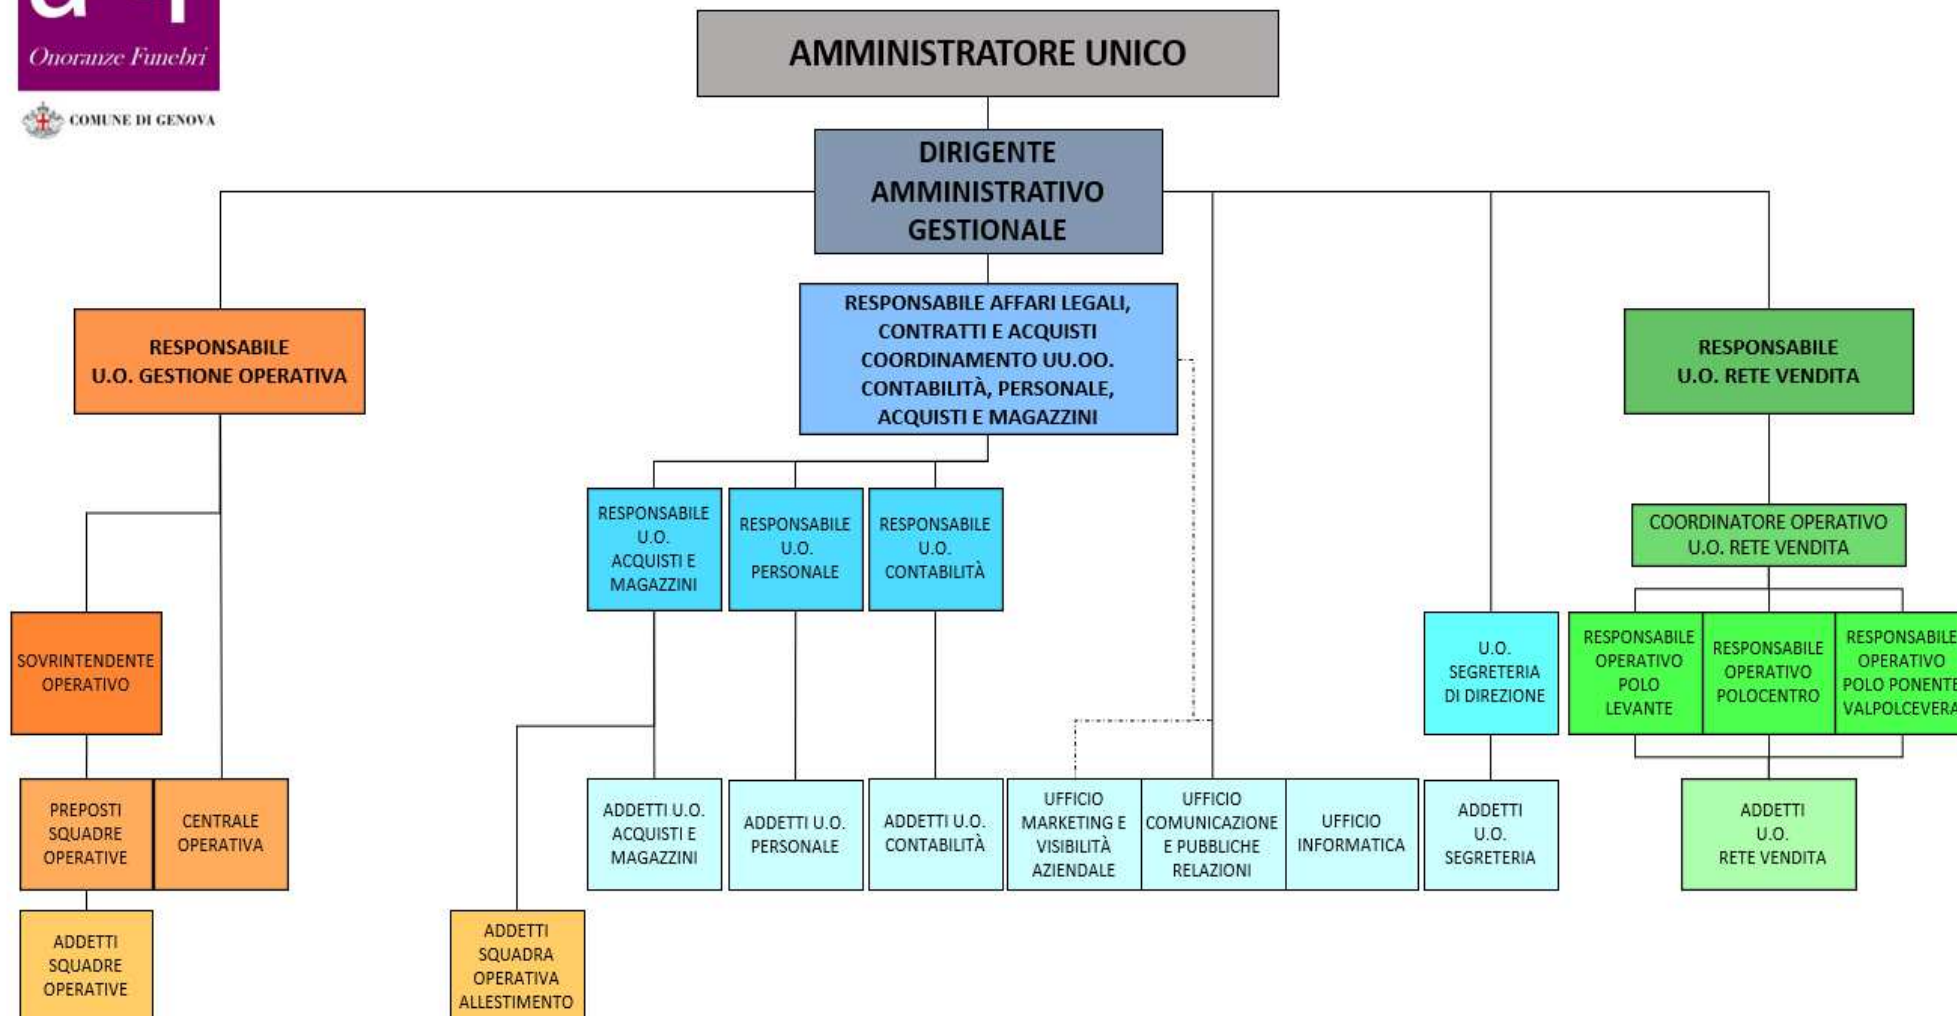 Onoranze Funebri
COMUNE DI GENOVA
AMMINISTRATORE UNICO
DIRIGENTE
AMMINISTRATIVO
GESTIONALE
RESPONSABILE
U.O. GESTIONE OPERATIVA
RESPONSABILE AFFARI LEGALI,
CONTRATTI E ACQUISTI
COORDINAMENTO UU.OO.
CONTABILITÀ, PERSONALE,
ACQUISTI E MAGAZZINI
RESPONSABILE
U.O. RETE VENDITA
RESPONSABILE
U.O.
ACQUISTI E
MAGAZZINI
RESPONSABILE
U.O.
PERSONALE
RESPONSABILE
U.O.
CONTABILITÀ
COORDINATORE OPERATIVO
U.O. RETE VENDITA
SOVRINTENDENTE
OPERATIVO
U.O.
SEGRETERIA
DI DIREZIONE
RESPONSABILE
OPERATIVO
POLO
LEVANTE
RESPONSABILE
OPERATIVO
POLOCENTRO
RESPONSABILE
OPERATIVO
POLO PONENTE
VALPOLCEVERA
PREPOSTI
SQUADRE
OPERATIVE
CENTRALE
OPERATIVA
ADDETTI U.O.
ACQUISTI E
MAGAZZINI
ADDETTI U.O.
PERSONALE
ADDETTI U.O.
CONTABILITÀ
UFFICIO
MARKETING E
VISIBILITÀ
AZIENDALE
UFFICIO
COMUNICAZIONE
E PUBBLICHE
RELAZIONI
UFFICIO
INFORMATICA
ADDETTI
U.O.
SEGRETERIA
ADDETTI
U.O.
RETE VENDITA
ADDETTI
SQUADRE
OPERATIVE
ADDETTI
SQUADRA
OPERATIVA
ALLESTIMENTO